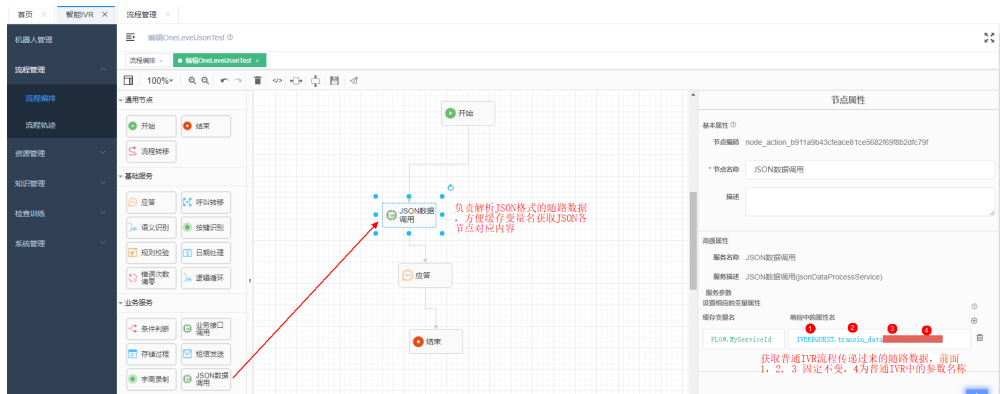 首页 × 智能IVR × 流程管理 ×
机器人管理
流程管理
流程编排
流程轨迹
资源管理
知识管理
检查训练
系统管理
编辑OneLevelJsonTest
流程编排 × 编辑OneLevelJsonTest ×
100%
通用节点
开始 结束
流程转移
基础服务
应答 呼叫转移
语义识别 按键识别
规则校验 日期处理
错误次数
清零
逻辑循环
业务服务
条件判断 业务接口
调用
存储过程 短信发送
字高录制 JSON数据
调用
开始
JSON数据
调用
负责解析JSON格式的随路数据
，方便缓存变量名获取JSON各
节点对应内容
应答
结束
节点属性
基本属性
节点编码 node_action_b911a9b43cfeace61ce5682f69f8b2dfc79f
* 节点名称 JSON数据调用
描述
高级属性
服务名称 JSON数据调用
服务描述 JSON数据调用(jsonDataProcessService)
服务参数
设置相应的变量属性
缓存变量名 响应中的属性名
1 2 3 4
FLOW.MyServiceId IVRREQUEST.transin_data
获取普通IVR流程传递过来的随路数据，前面
1，2，3 固定不变，4为普通IVR中的参数名称